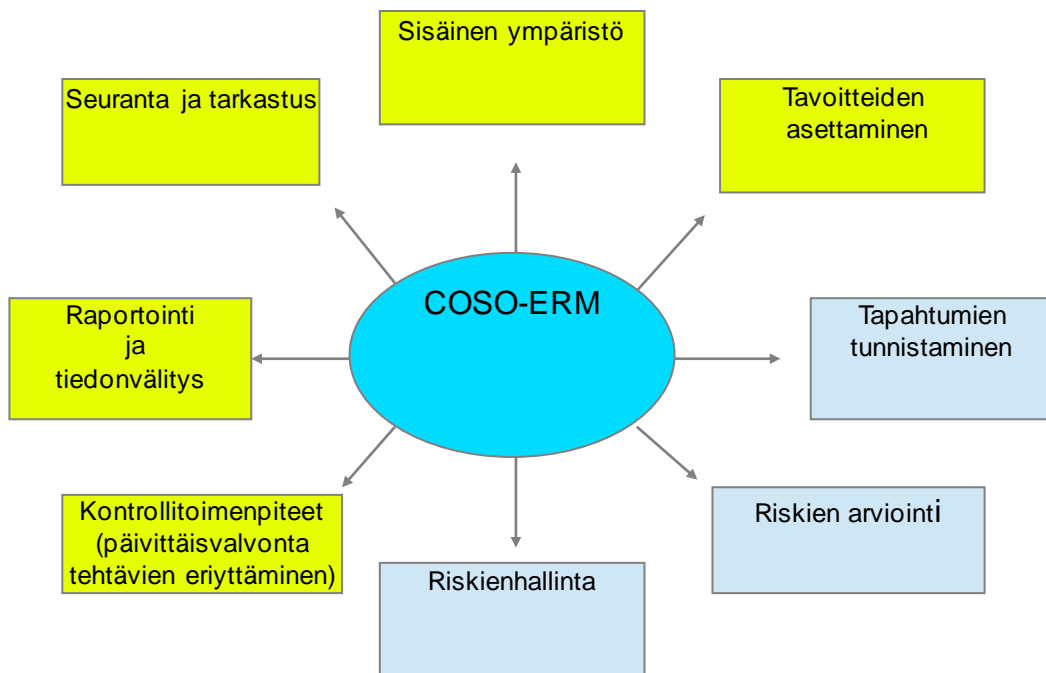 Sisäinen ympäristö
Seuranta ja tarkastus
Tavoitteiden
asettaminen
COSO-ERM
Raportointi
ja
tiedonvälitys
Tapahtumien
tunnistaminen
Kontrollitoimenpiteet
(päivittäisvalvonta
tehtävien eriyttäminen)
Riskienhallinta
Riskien arviointi